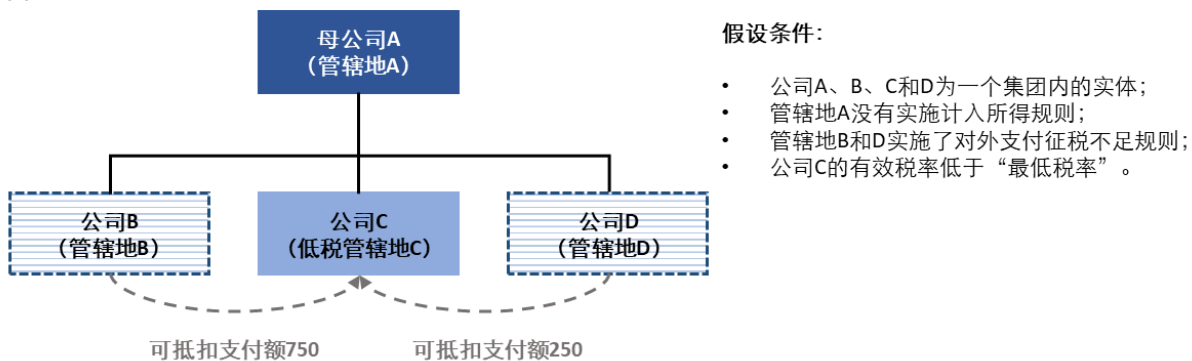 母公司A
（管辖地A）
假设条件：
• 公司A、B、C和D为一个集团内的实体；
• 管辖地A没有实施计入所得规则；
• 管辖地B和D实施了对外支付征税不足规则；
• 公司C的有效税率低于“最低税率”。
公司B
（管辖地B）
公司C
（低税管辖地C）
公司D
（管辖地D）
可抵扣支付额750
可抵扣支付额250